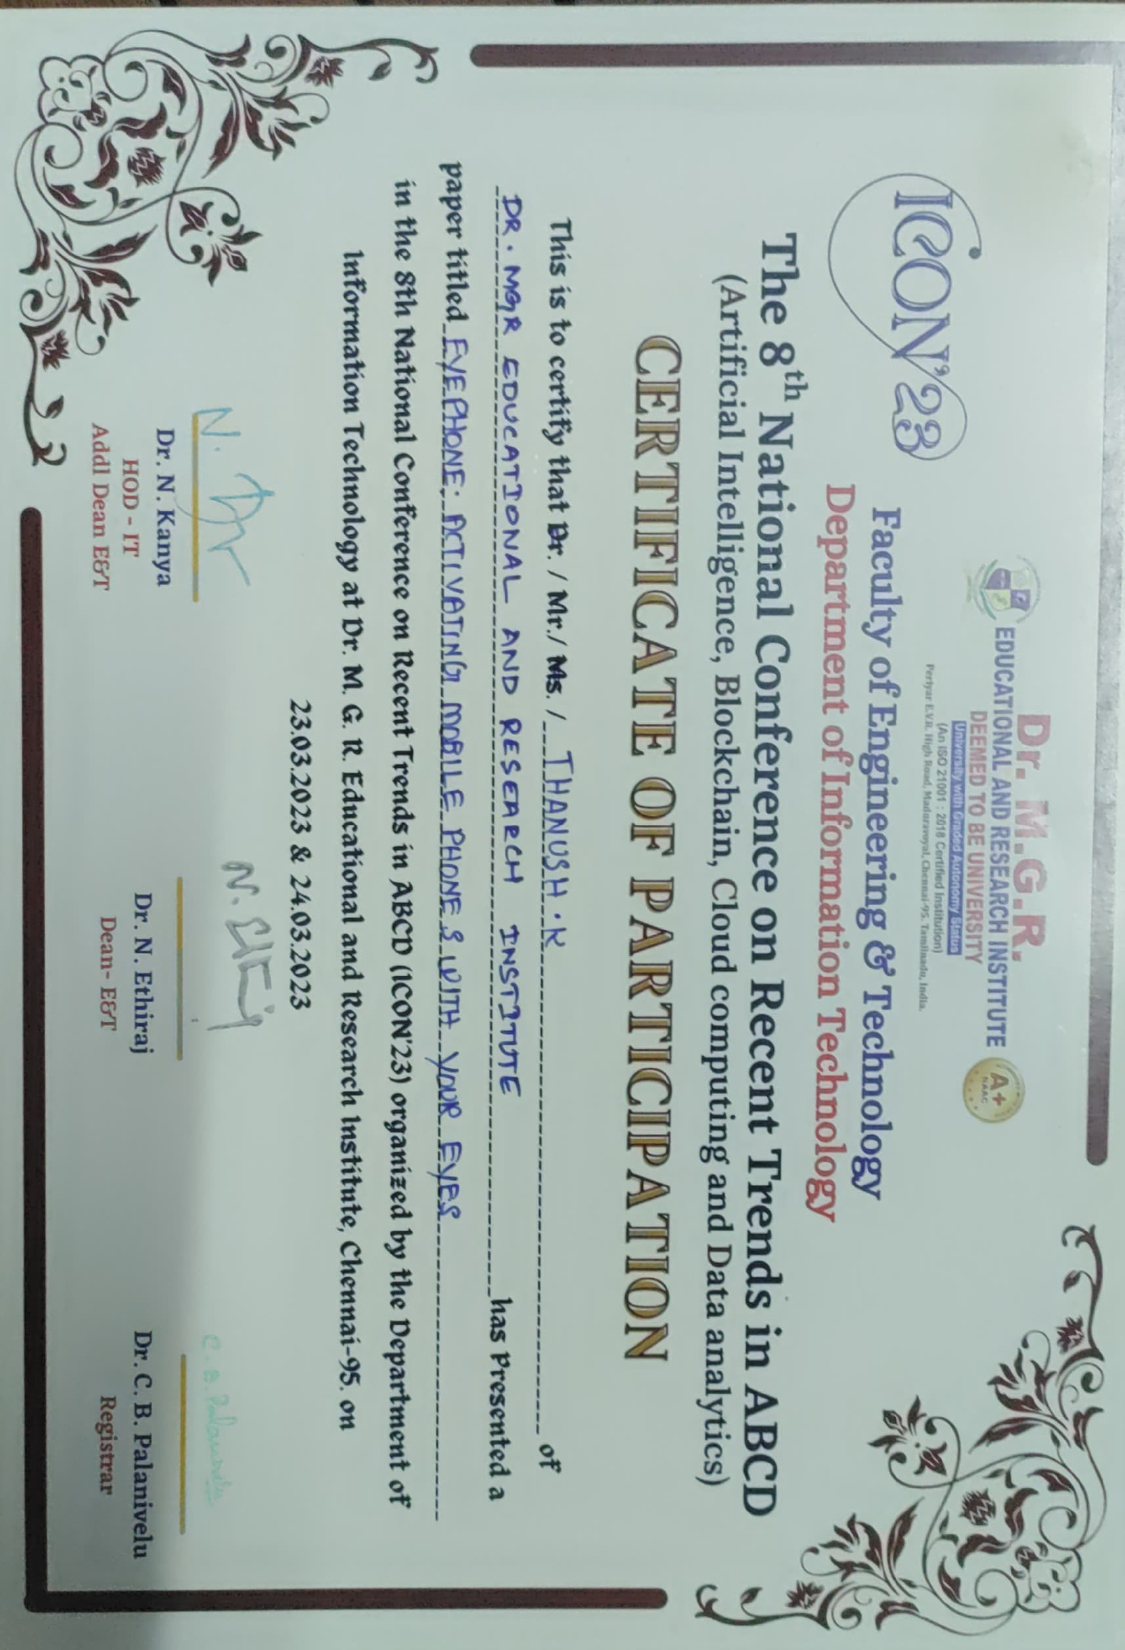 Dr. M.G.R.
EDUCATIONAL AND RESEARCH INSTITUTE
DEEMED TO BE UNIVERSITY
University with Graded Autonomy Status
(An ISO 21001 : 2018 Certified Institution)
Periyar E.V.R. High Road, Maduravoyal, Chennai-95. Tamilnadu, India.
A+
NAAC
ICON'23
Faculty of Engineering & Technology
Department of Information Technology
The 8th National Conference on Recent Trends in ABCD
(Artificial Intelligence, Blockchain, Cloud computing and Data analytics)
CERTIFICATE OF PARTICIPATION
This is to certify that Dr. / Mr./ Ms. / THANUSH . K of
DR. MGR EDUCATIONAL AND RESEARCH INSTITUTE has Presented a
paper titled EYEPHONE: ACTIVATING MOBILE PHONES WITH YOUR EYES
in the 8th National Conference on Recent Trends in ABCD (ICON'23) organized by the Department of
Information Technology at Dr. M. G. R. Educational and Research Institute, Chennai-95. on
23.03.2023 & 24.03.2023
C. B. Palanivelu
Dr. N. Kanya
HOD - IT
Addl Dean E&T
Dr. N. Ethiraj
Dean- E&T
Dr. C. B. Palanivelu
Registrar